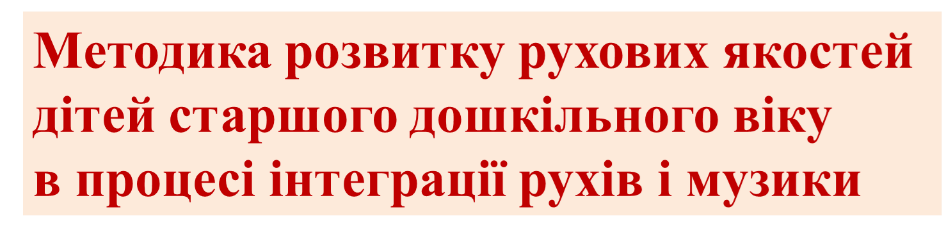 Методика розвитку рухових якостей
дітей старшого дошкільного віку
в процесі інтеграції рухів і музики